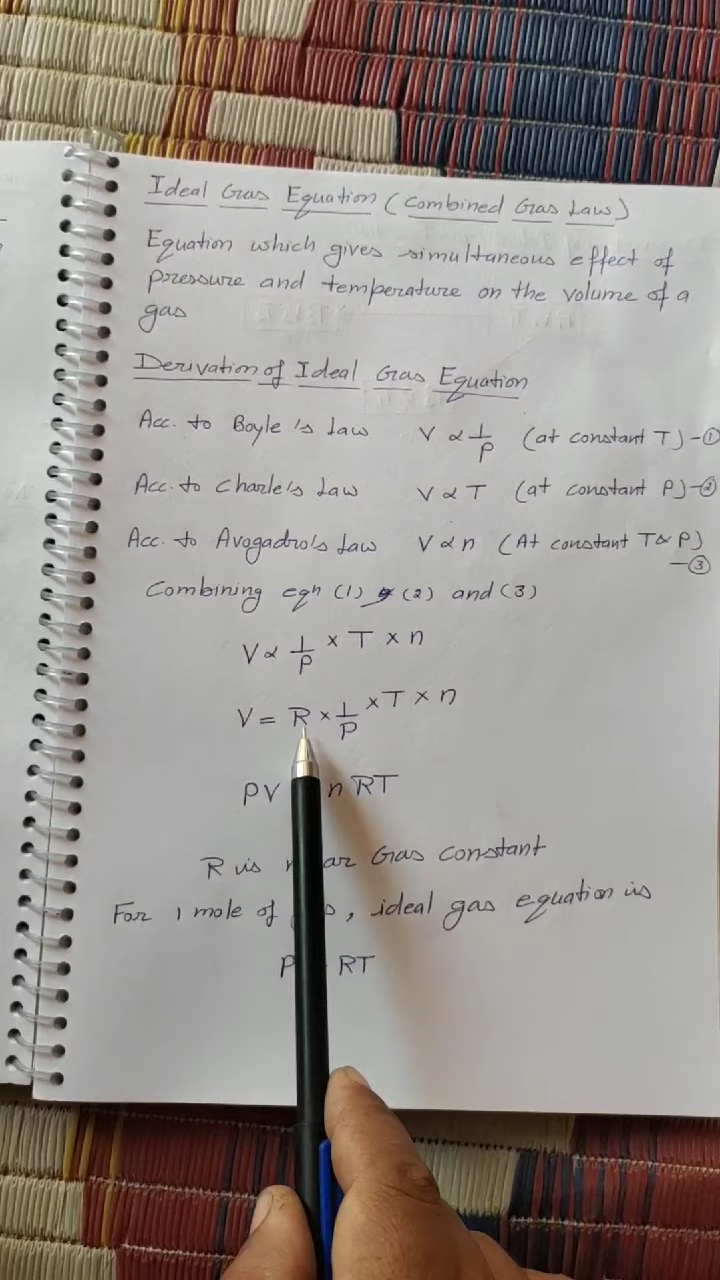 Ideal Gas Equation (Combined Gas Law)
Equation which gives simultaneous effect of
pressure and temperature on the volume of a
gas
Derivation of Ideal Gas Equation
Acc. to Boyle's Law V ∝ 1/P (at constant T) -①
Acc. to Charle's Law V ∝ T (at constant P) -②
Acc. to Avogadro's Law V ∝ n (At constant T & P)
-③
Combining eqn (1), (2) and (3)
V ∝ 1/P × T × n
V = R × 1/P × T × n
PV n RT
R is ar Gas constant
For 1 mole of , ideal gas equation is
P RT